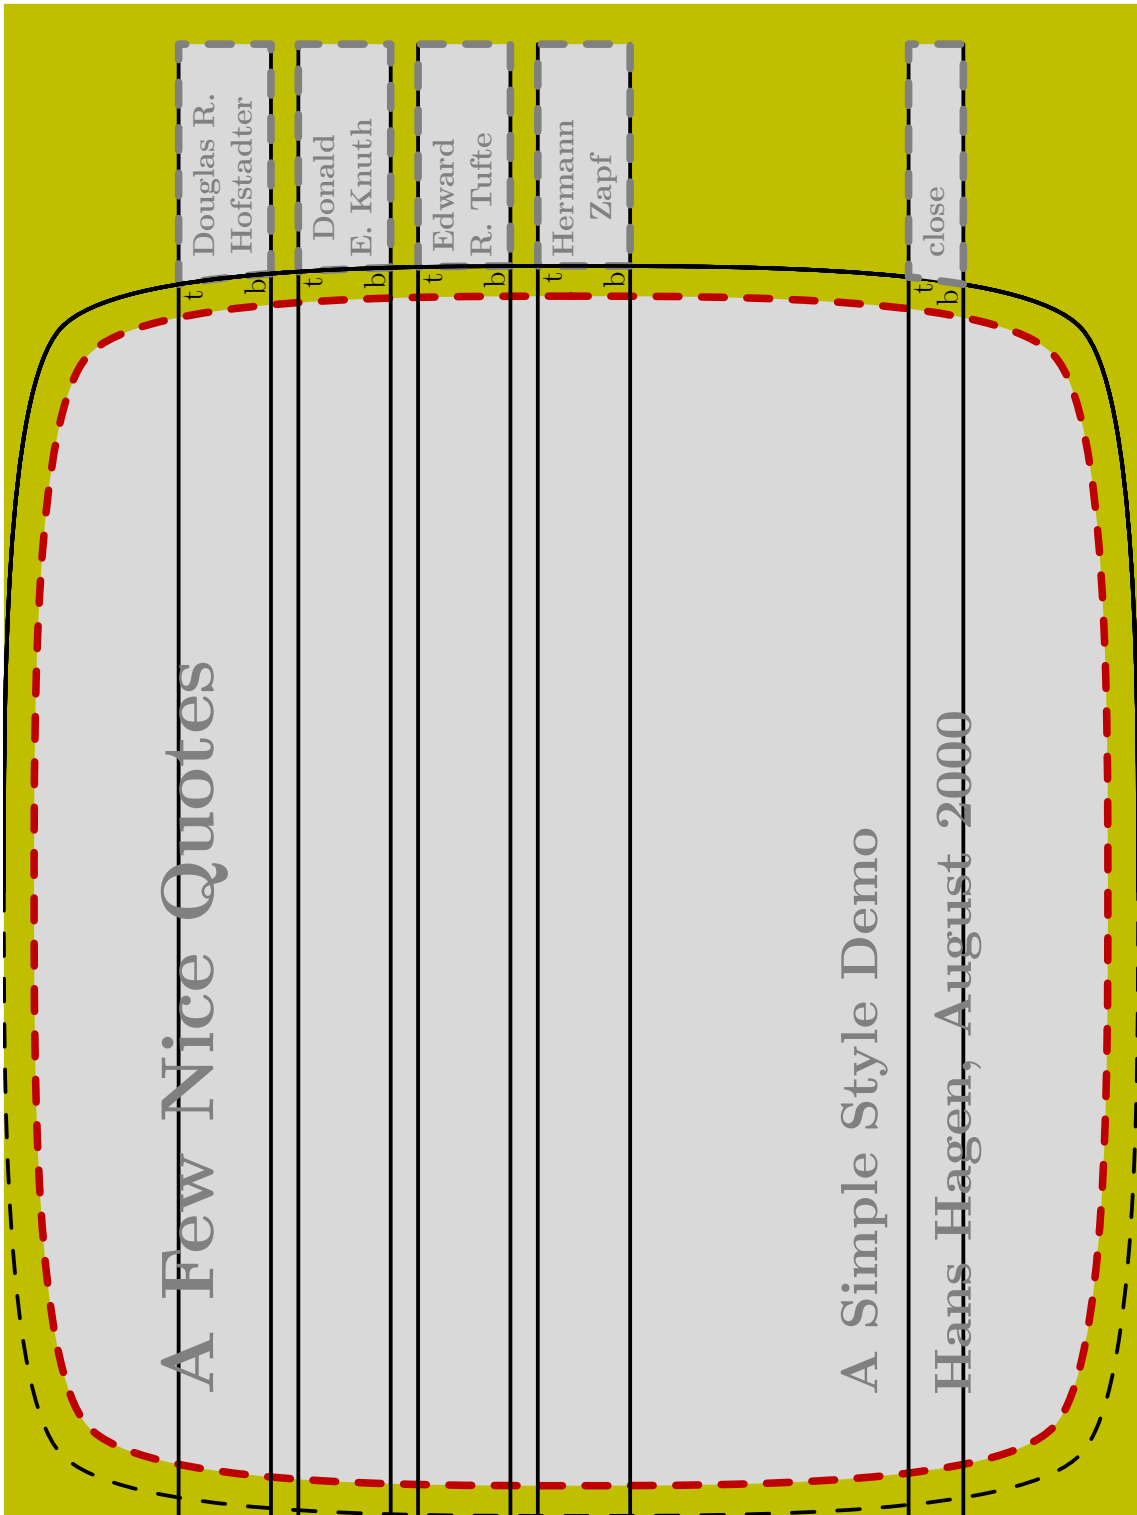 A Few Nice Quotes
Douglas R.
Hofstadter
t
b
Donald
E. Knuth
t
b
Edward
R. Tufte
t
b
Hermann
Zapf
t
b
A Simple Style Demo
Hans Hagen, August 2000
close
t
b